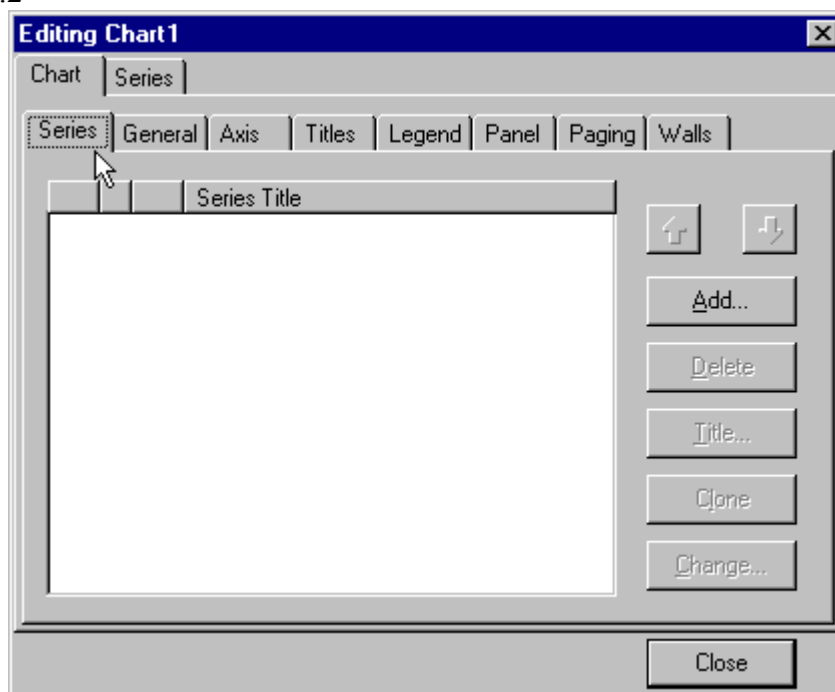 Editing Chart1
Chart Series
Series General Axis Titles Legend Panel Paging Walls
Series Title
Add...
Delete
Title...
Clone
Change...
Close